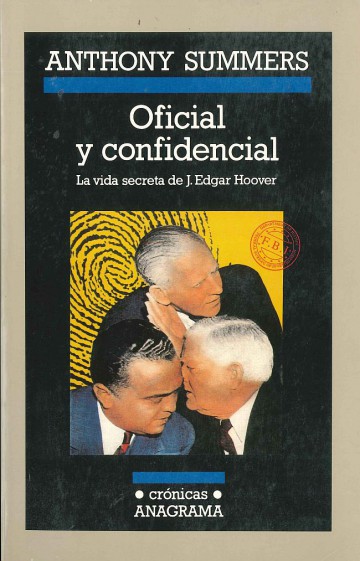 ANTHONY SUMMERS
Oficial
y confidencial
La vida secreta de J. Edgar Hoover
F.B.I.
crónicas
ANAGRAMA